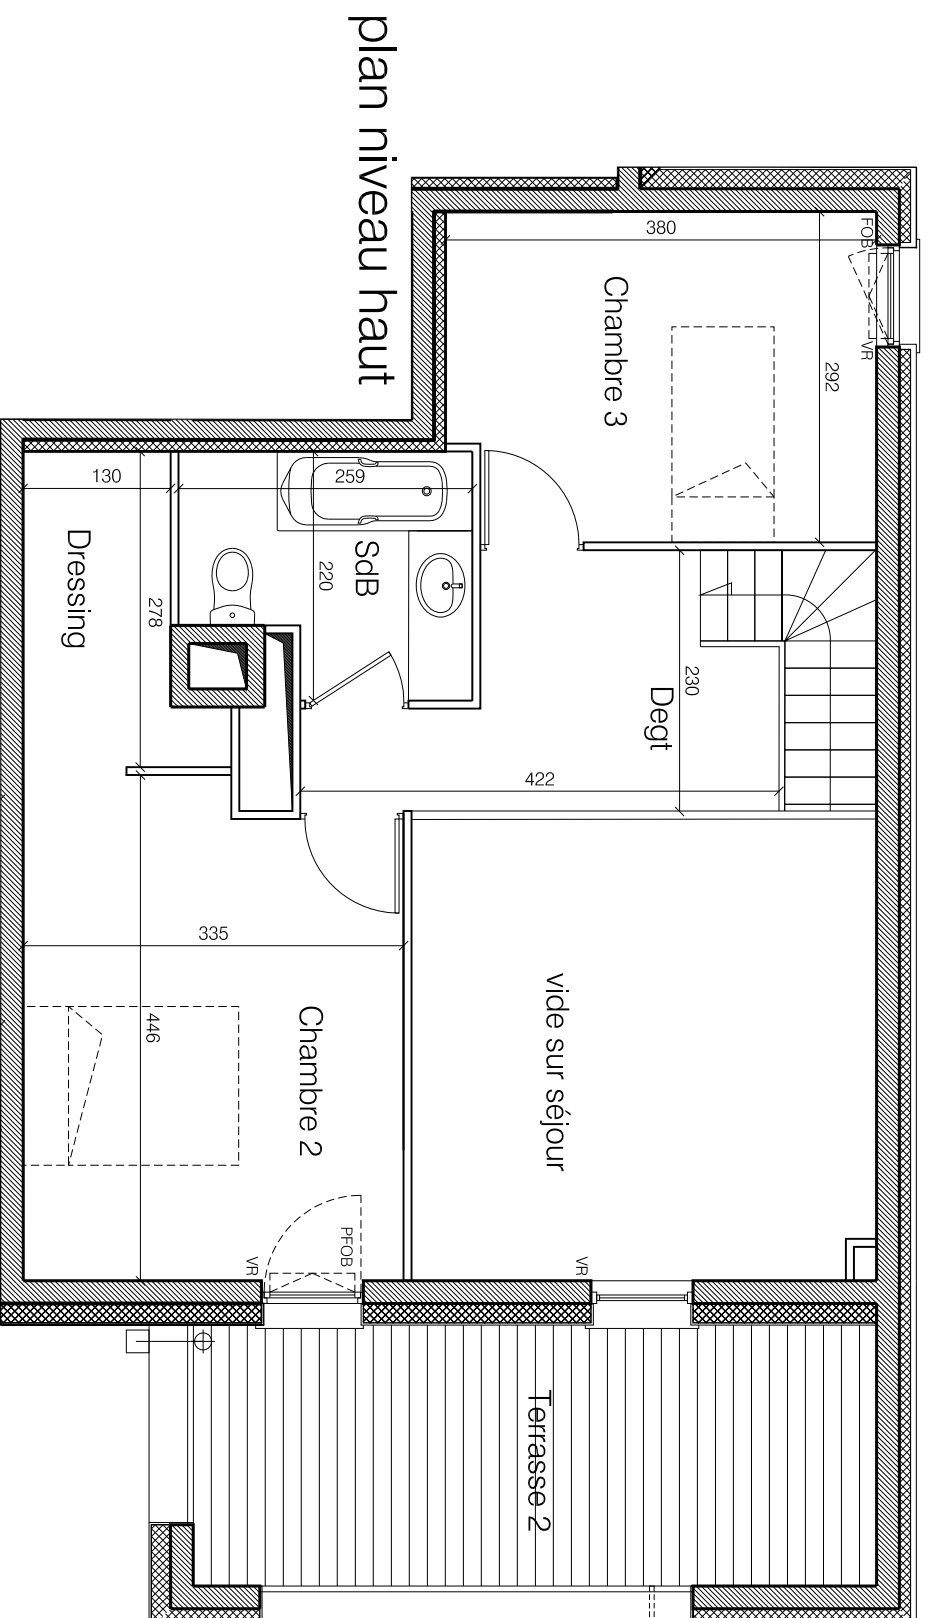 plan niveau haut
FOB
VR
380
292
Chambre 3
130
259
Dressing
278
SdB
220
230
Degt
422
335
446
Chambre 2
vide sur séjour
PFOB
VR
VR
Terrasse 2